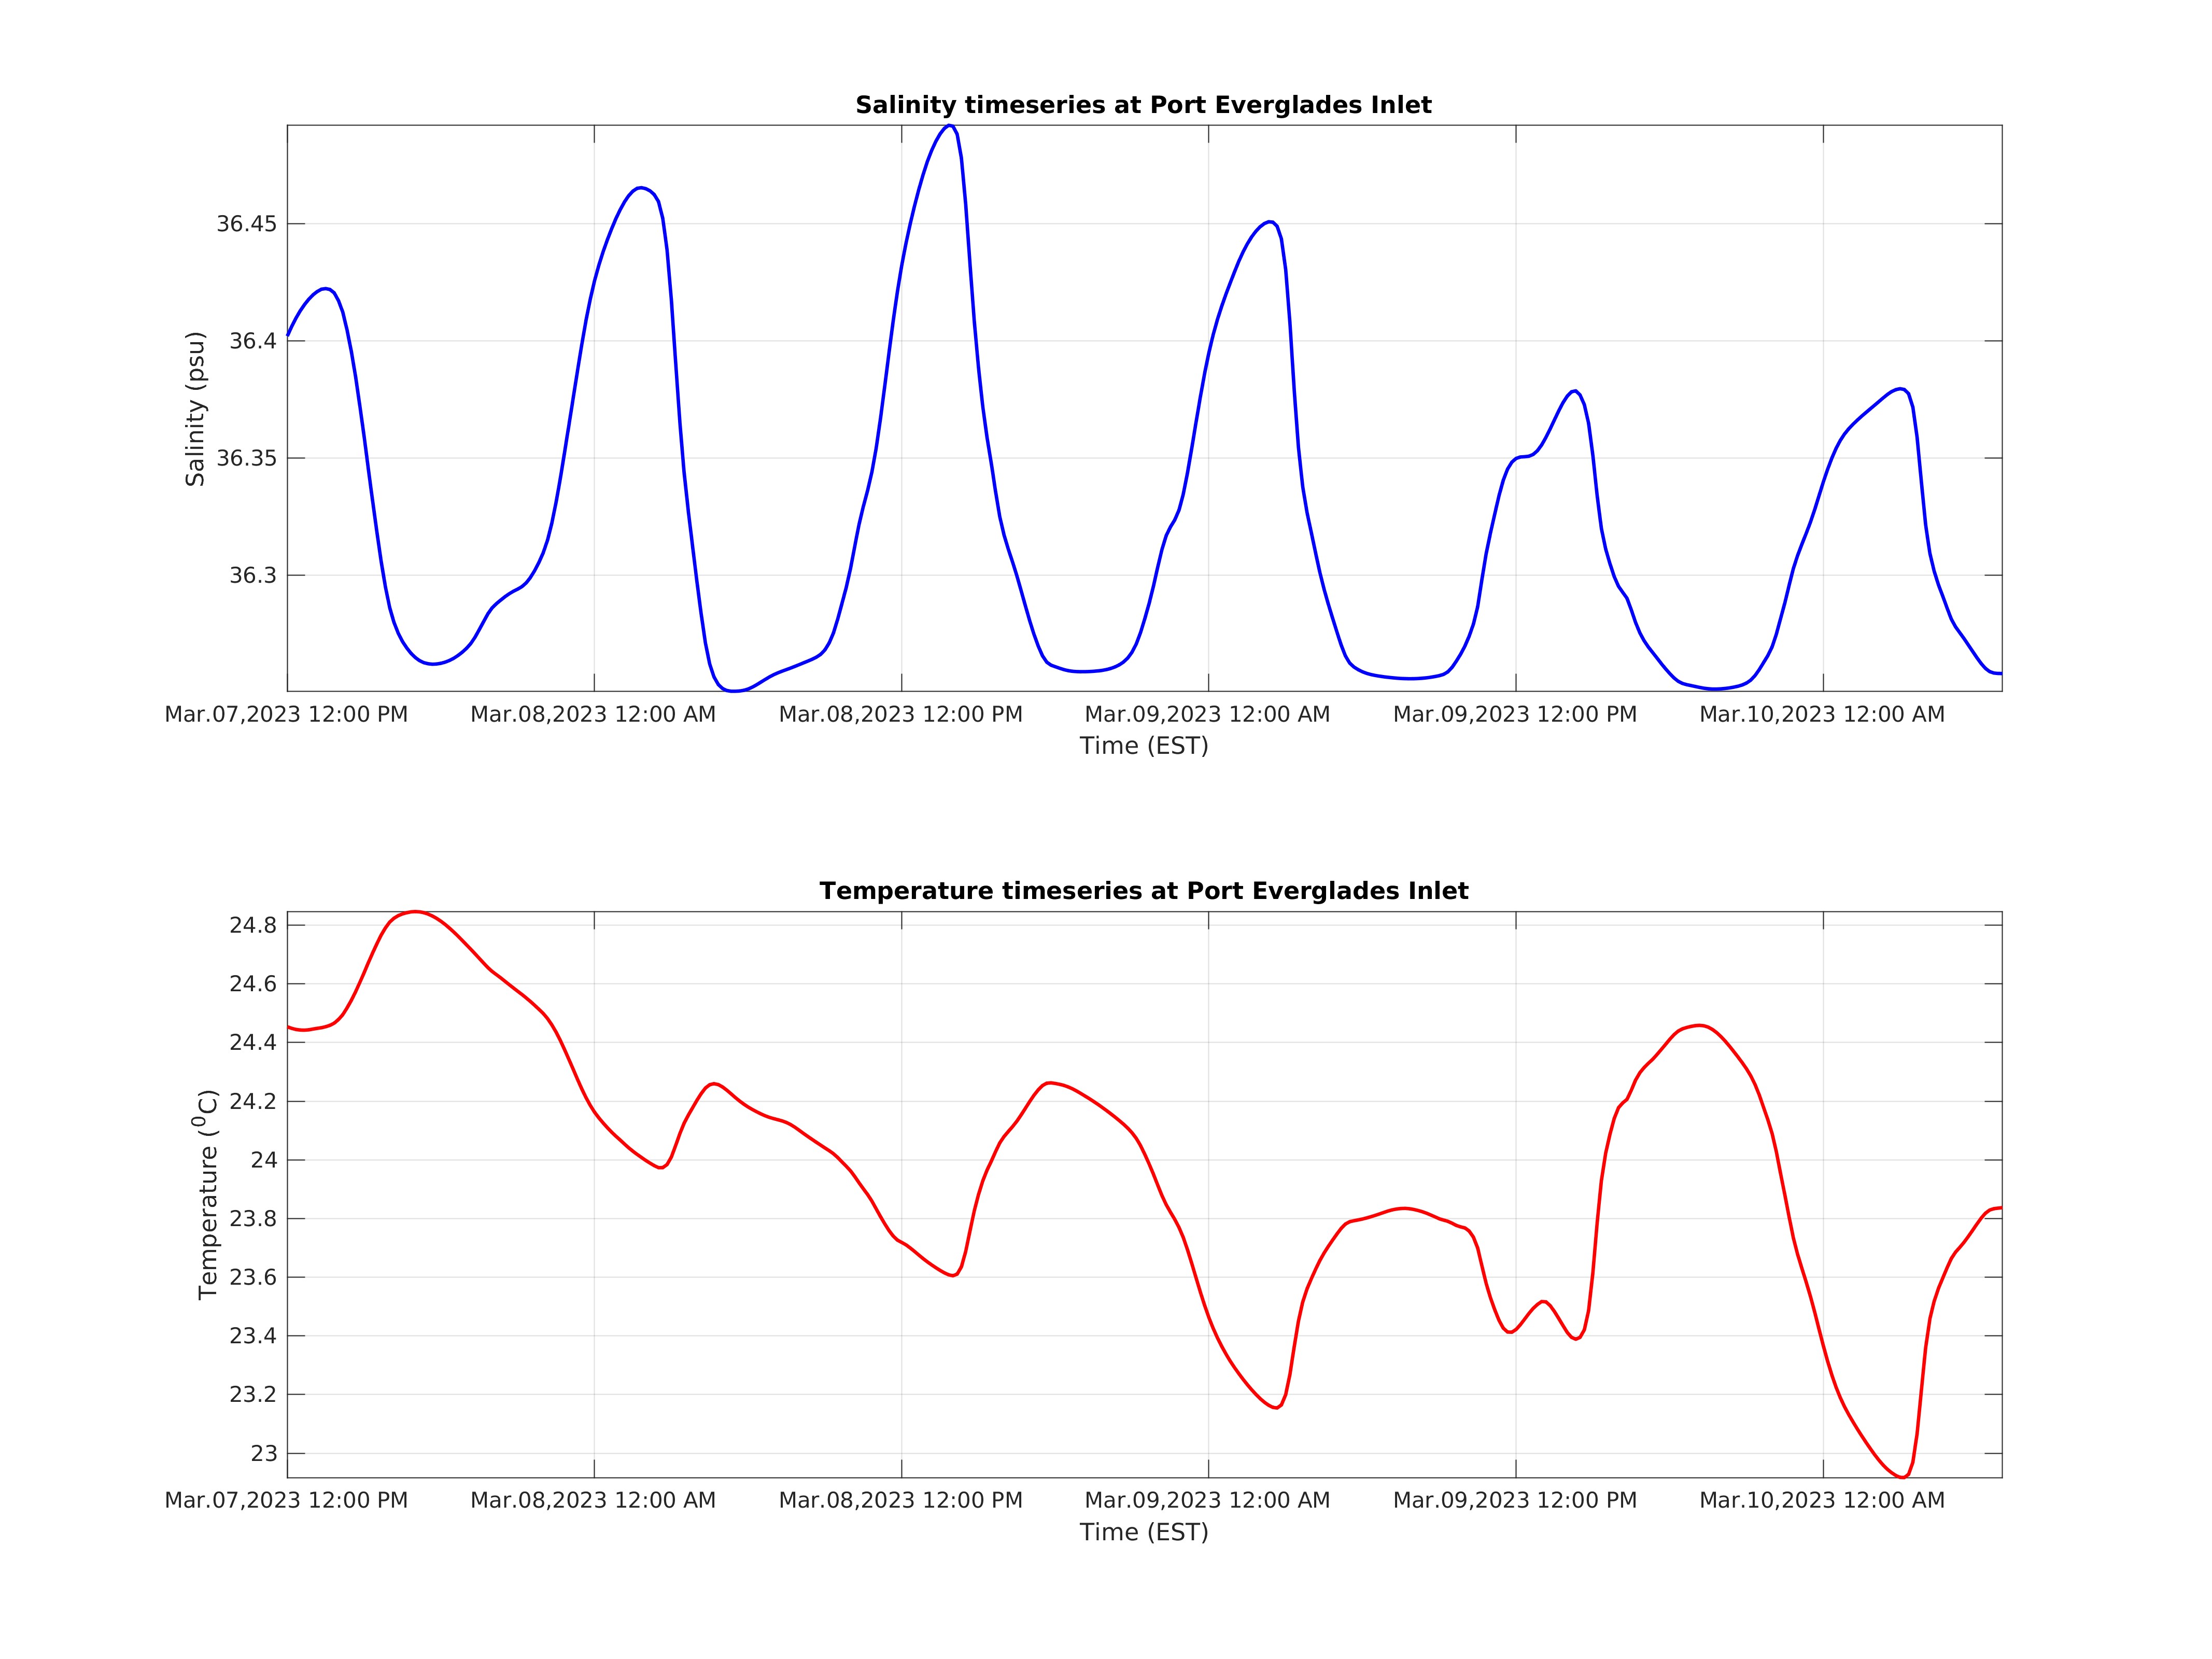 Salinity timeseries at Port Everglades Inlet
36.45
36.4
36.35
36.3
Salinity (psu)
Mar.07,2023 12:00 PM Mar.08,2023 12:00 AM Mar.08,2023 12:00 PM Mar.09,2023 12:00 AM Mar.09,2023 12:00 PM Mar.10,2023 12:00 AM
Time (EST)
Temperature timeseries at Port Everglades Inlet
24.8
24.6
24.4
24.2
24
23.8
23.6
23.4
23.2
23
Temperature (⁰C)
Mar.07,2023 12:00 PM Mar.08,2023 12:00 AM Mar.08,2023 12:00 PM Mar.09,2023 12:00 AM Mar.09,2023 12:00 PM Mar.10,2023 12:00 AM
Time (EST)